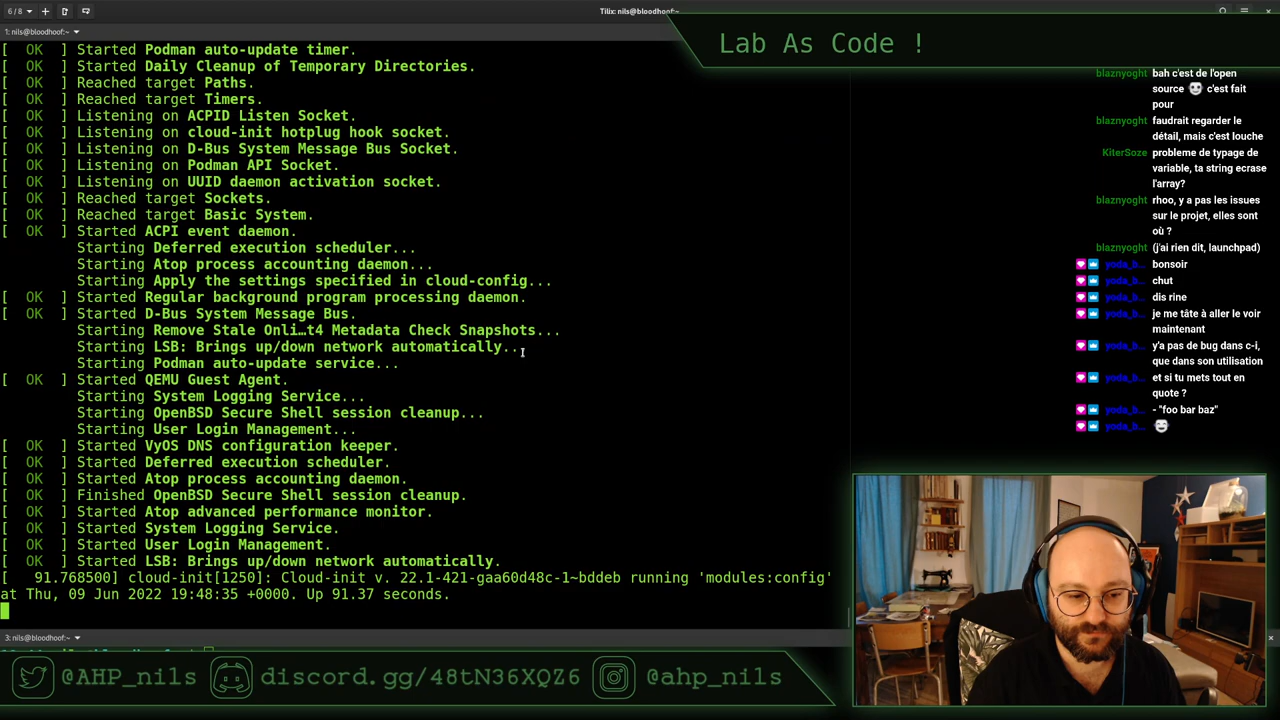 6 / 8
Tilix: nils@bloodhoof:~
1: nils@bloodhoof:~
Lab As Code !
[ OK ] Started Podman auto-update timer.
[ OK ] Started Daily Cleanup of Temporary Directories.
[ OK ] Reached target Paths.
[ OK ] Reached target Timers.
[ OK ] Listening on ACPID Listen Socket.
[ OK ] Listening on cloud-init hotplug hook socket.
[ OK ] Listening on D-Bus System Message Bus Socket.
[ OK ] Listening on Podman API Socket.
[ OK ] Listening on UUID daemon activation socket.
[ OK ] Reached target Sockets.
[ OK ] Reached target Basic System.
[ OK ] Started ACPI event daemon.
Starting Deferred execution scheduler...
Starting Atop process accounting daemon...
Starting Apply the settings specified in cloud-config...
[ OK ] Started Regular background program processing daemon.
[ OK ] Started D-Bus System Message Bus.
Starting Remove Stale Onli…t4 Metadata Check Snapshots...
Starting LSB: Brings up/down network automatically...
Starting Podman auto-update service...
[ OK ] Started QEMU Guest Agent.
Starting System Logging Service...
Starting OpenBSD Secure Shell session cleanup...
Starting User Login Management...
[ OK ] Started VyOS DNS configuration keeper.
[ OK ] Started Deferred execution scheduler.
[ OK ] Started Atop process accounting daemon.
[ OK ] Finished OpenBSD Secure Shell session cleanup.
[ OK ] Started Atop advanced performance monitor.
[ OK ] Started System Logging Service.
[ OK ] Started User Login Management.
[ OK ] Started LSB: Brings up/down network automatically.
[ 91.768500] cloud-init[1250]: Cloud-init v. 22.1-421-gaa60d48c-1~bddeb running 'modules:config'
at Thu, 09 Jun 2022 19:48:35 +0000. Up 91.37 seconds.
3: nils@bloodhoof:~
blaznyoght bah c'est de l'open
source c'est fait
pour
blaznyoght faudrait regarder le
détail, mais c'est louche
KiterSoze probleme de typage de
variable, ta string ecrase
l'array?
blaznyoght rhoo, y a pas les issues
sur le projet, elles sont
où ?
blaznyoght (j'ai rien dit, launchpad)
yoda_b... bonsoir
yoda_b... chut
yoda_b... dis rine
yoda_b... je me tâte à aller le voir
maintenant
yoda_b... y'a pas de bug dans c-i,
que dans son utilisation
yoda_b... et si tu mets tout en
quote ?
yoda_b... - "foo bar baz"
yoda_b...
@AHP_nils
discord.gg/48tN36XQZ6
@ahp_nils